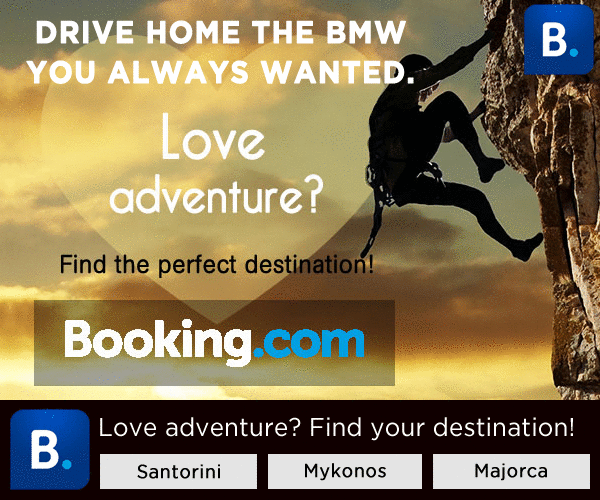 DRIVE HOME THE BMW
YOU ALWAYS WANTED.
B.
Love
adventure?
Find the perfect destination!
Booking.com
B.
Love adventure? Find your destination!
Santorini
Mykonos
Majorca